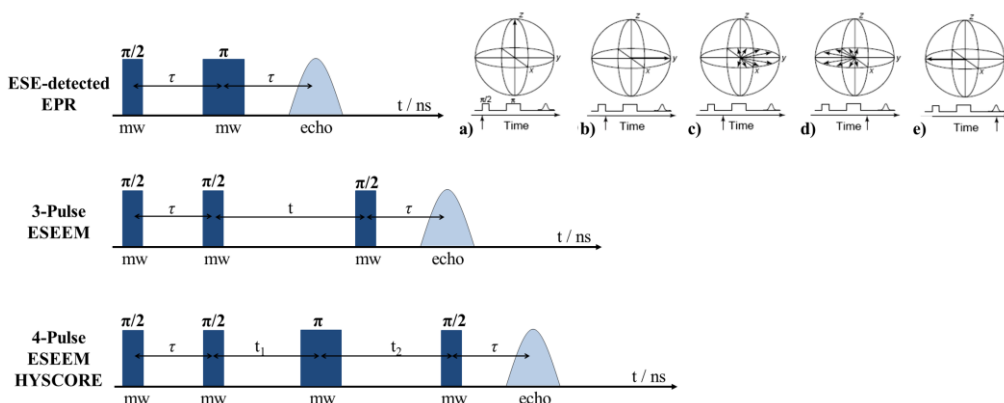 π/2
π
ESE-detected
EPR
τ
τ
t / ns
mw
mw
echo
z
y
x
π/2
π
a)
Time
z
y
x
b)
Time
z
y
x
c)
Time
z
y
x
d)
Time
z
y
x
e)
Time
π/2
π/2
π/2
3-Pulse
ESEEM
τ
t
τ
t / ns
mw
mw
mw
echo
π/2
π/2
π
π/2
4-Pulse
ESEEM
HYSCORE
τ
t1
t2
τ
t / ns
mw
mw
mw
mw
echo